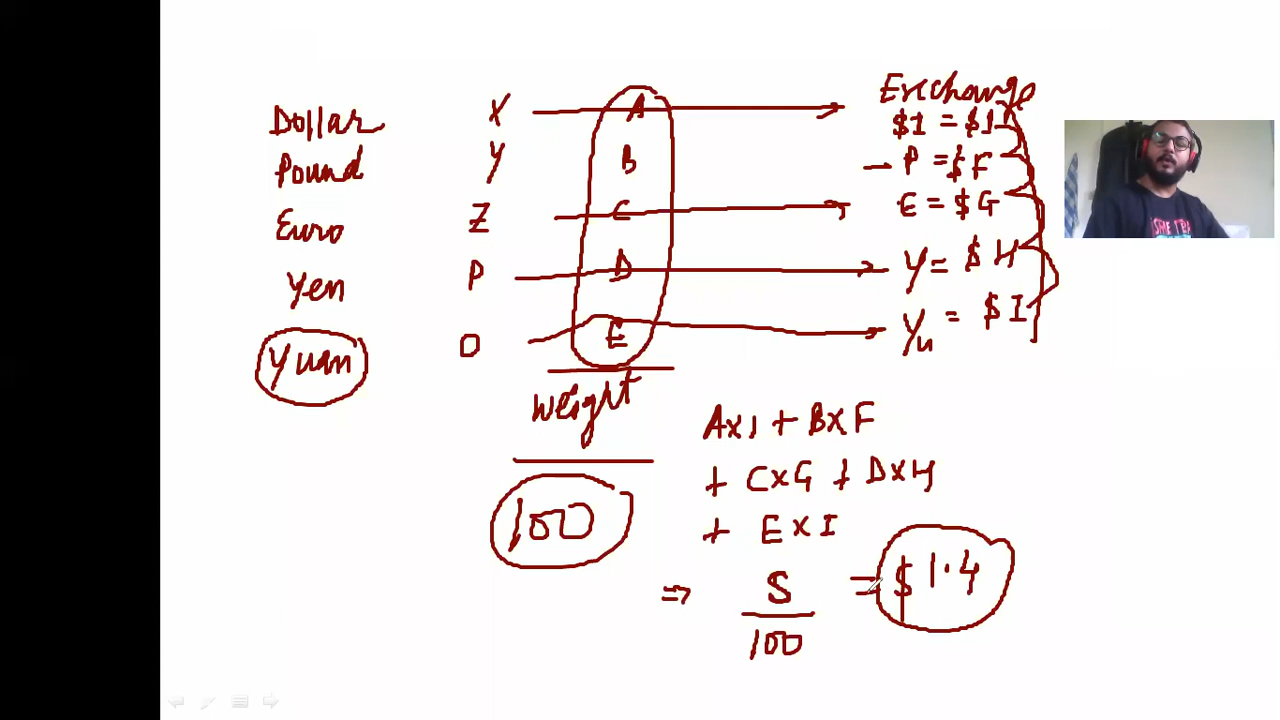 Exchange
Dollar X A $1 = $1
Pound Y B – P = $ F
Euro Z C E = $ G
Yen P D Y = $ H
Yuan O E Yu = $ I
Weight
100
A×1 + B×F
+ C×G + D×H
+ E×I
⇒ S/100 = $1.4